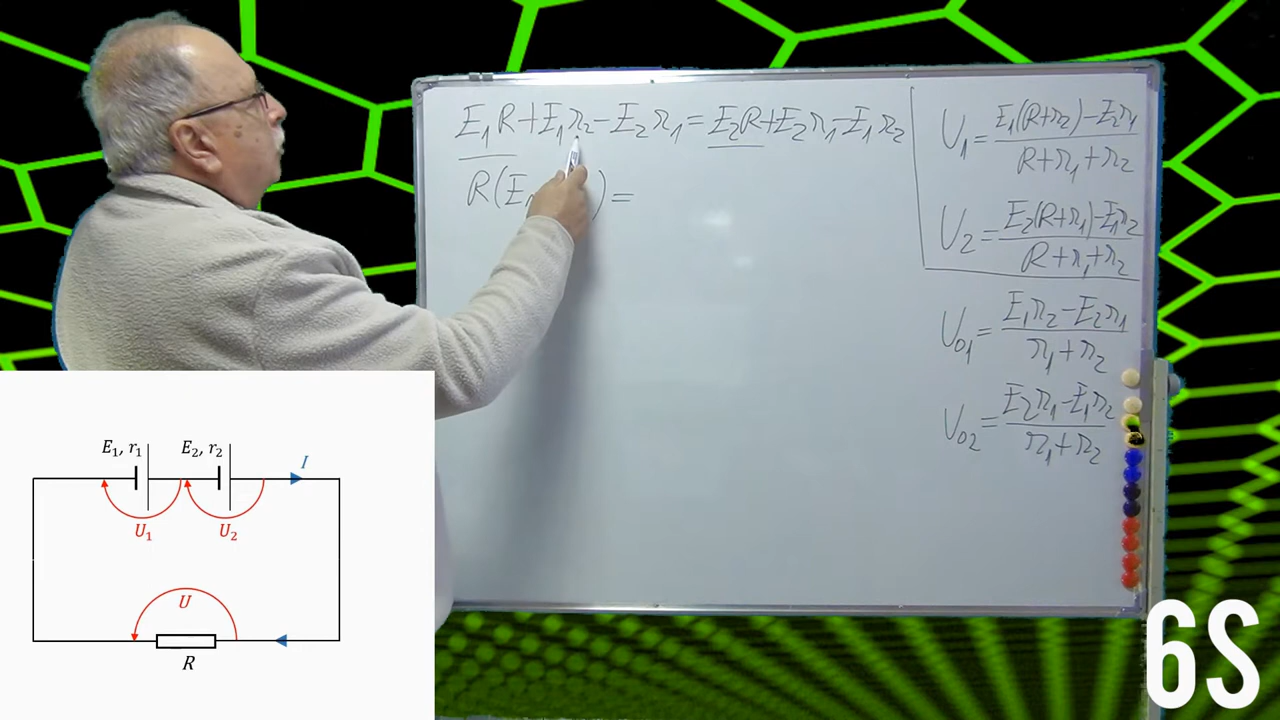 E₁R+E₁r₂-E₂r₁=E₂R+E₂r₁-E₁r₂
R(E₁ )=
U₁=(E₁(R+r₂)-E₂r₁)/(R+r₁+r₂)
U₂=(E₂(R+r₁)-E₁r₂)/(R+r₁+r₂)
U₀₁=(E₁r₂-E₂r₁)/(r₁+r₂)
U₀₂=(E₂r₁-E₁r₂)/(r₁+r₂)
E₁, r₁ E₂, r₂ I
U₁ U₂
U
R
6S